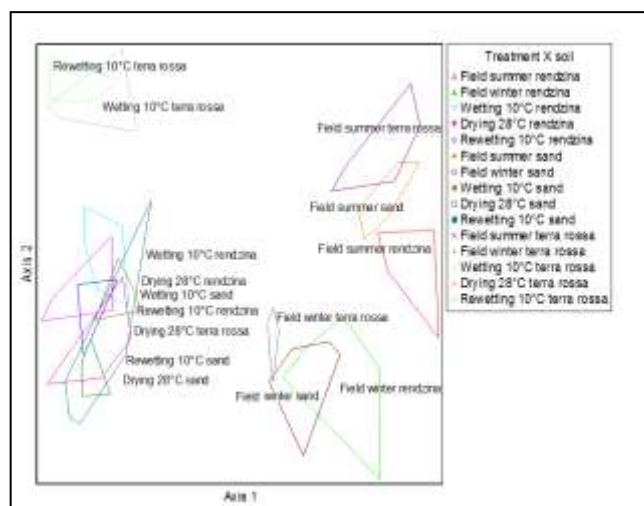 Rewetting 10°C terra rossa
Wetting 10°C terra rossa
Field summer terra rossa
Field summer sand
Field summer rendzina
Wetting 10°C rendzina
Drying 28°C rendzina
Wetting 10°C sand
Rewetting 10°C rendzina
Drying 28°C terra rossa
Rewetting 10°C sand
Drying 28°C sand
Field winter terra rossa
Field winter sand
Field winter rendzina
Axis 2
Axis 1
Treatment X soil
Field summer rendzina
Field winter rendzina
Wetting 10°C rendzina
Drying 28°C rendzina
Rewetting 10°C rendzina
Field summer sand
Field winter sand
Wetting 10°C sand
Drying 28°C sand
Rewetting 10°C sand
Field summer terra rossa
Field winter terra rossa
Wetting 10°C terra rossa
Drying 28°C terra rossa
Rewetting 10°C terra rossa